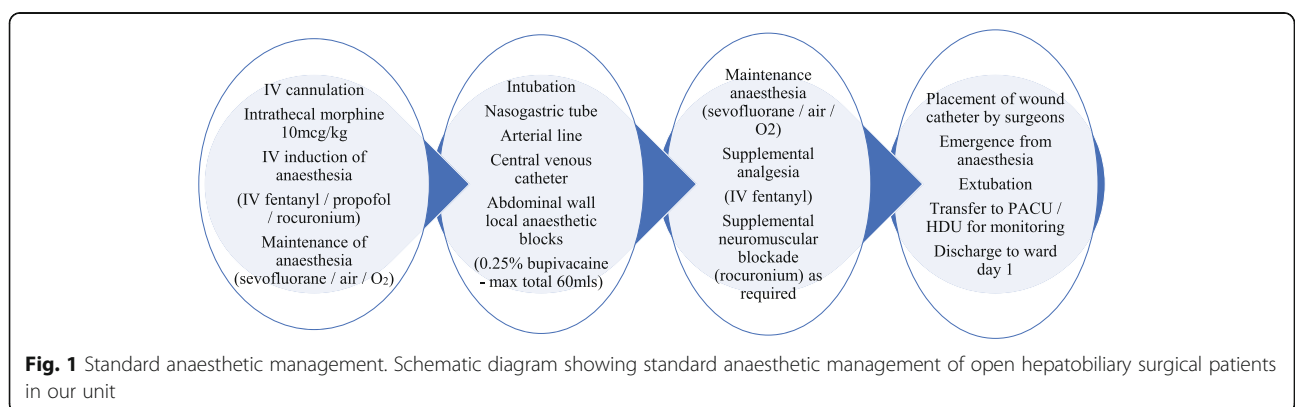 IV cannulation
Intrathecal morphine
10mcg/kg
IV induction of
anaesthesia
(IV fentanyl / propofol
/ rocuronium)
Maintenance of
anaesthesia
(sevofluorane / air / O2)
Intubation
Nasogastric tube
Arterial line
Central venous
catheter
Abdominal wall
local anaesthetic
blocks
(0.25% bupivacaine
- max total 60mls)
Maintenance
anaesthesia
(sevofluorane / air /
O2)
Supplemental
analgesia
(IV fentanyl)
Supplemental
neuromuscular
blockade
(rocuronium) as
required
Placement of wound
catheter by surgeons
Emergence from
anaesthesia
Extubation
Transfer to PACU /
HDU for monitoring
Discharge to ward
day 1
Fig. 1 Standard anaesthetic management. Schematic diagram showing standard anaesthetic management of open hepatobiliary surgical patients
in our unit